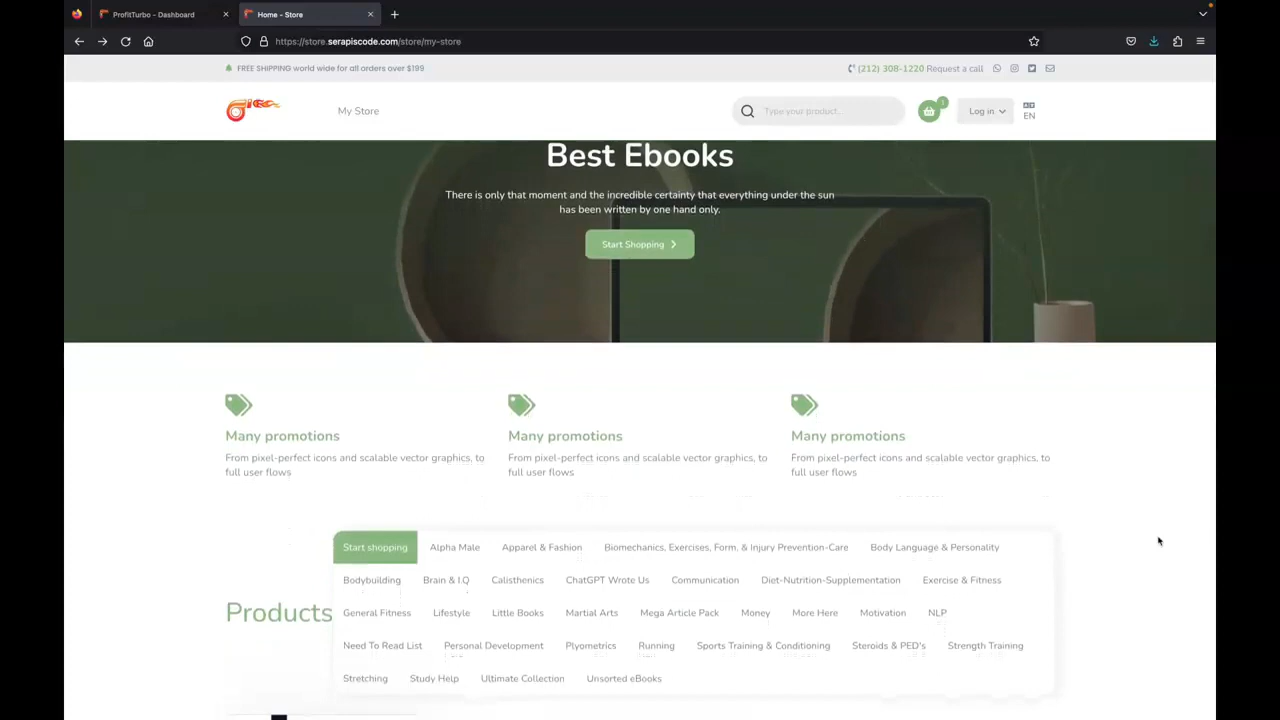 ProfitTurbo - Dashboard
Home - Store
https://store.serapiscode.com/store/my-store
FREE SHIPPING world wide for all orders over $199
(212) 308-1220 Request a call
My Store
Type your product...
Log in
EN
Best Ebooks
There is only that moment and the incredible certainty that everything under the sun
has been written by one hand only.
Start Shopping
Many promotions
From pixel-perfect icons and scalable vector graphics, to
full user flows
Many promotions
From pixel-perfect icons and scalable vector graphics, to
full user flows
Many promotions
From pixel-perfect icons and scalable vector graphics, to
full user flows
Products
Start shopping Alpha Male Apparel & Fashion Biomechanics, Exercises, Form, & Injury Prevention-Care Body Language & Personality
Bodybuilding Brain & I.Q Calisthenics ChatGPT Wrote Us Communication Diet-Nutrition-Supplementation Exercise & Fitness
General Fitness Lifestyle Little Books Martial Arts Mega Article Pack Money More Here Motivation NLP
Need To Read List Personal Development Plyometrics Running Sports Training & Conditioning Steroids & PED's Strength Training
Stretching Study Help Ultimate Collection Unsorted eBooks